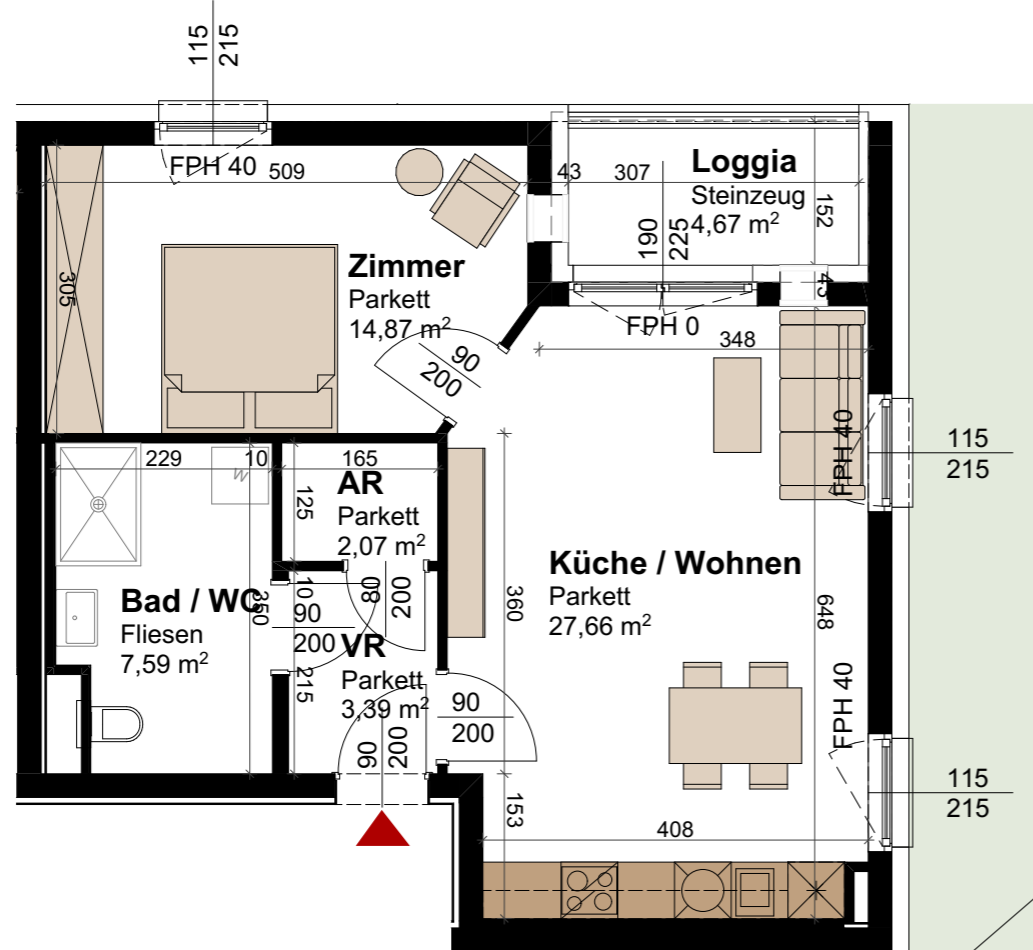 115
215
FPH 40
509
43
307
Loggia
Steinzeug
4,67 m²
152
190
225
43
305
Zimmer
Parkett
14,87 m²
FPH 0
348
90
200
FPH 40
115
215
229
10
165
AR
Parkett
2,07 m²
125
80
200
Küche / Wohnen
Parkett
27,66 m²
360
648
Bad / WC
Fliesen
7,59 m²
350
10
90
200
VR
Parkett
3,39 m²
215
90
200
90
200
FPH 40
115
215
153
408